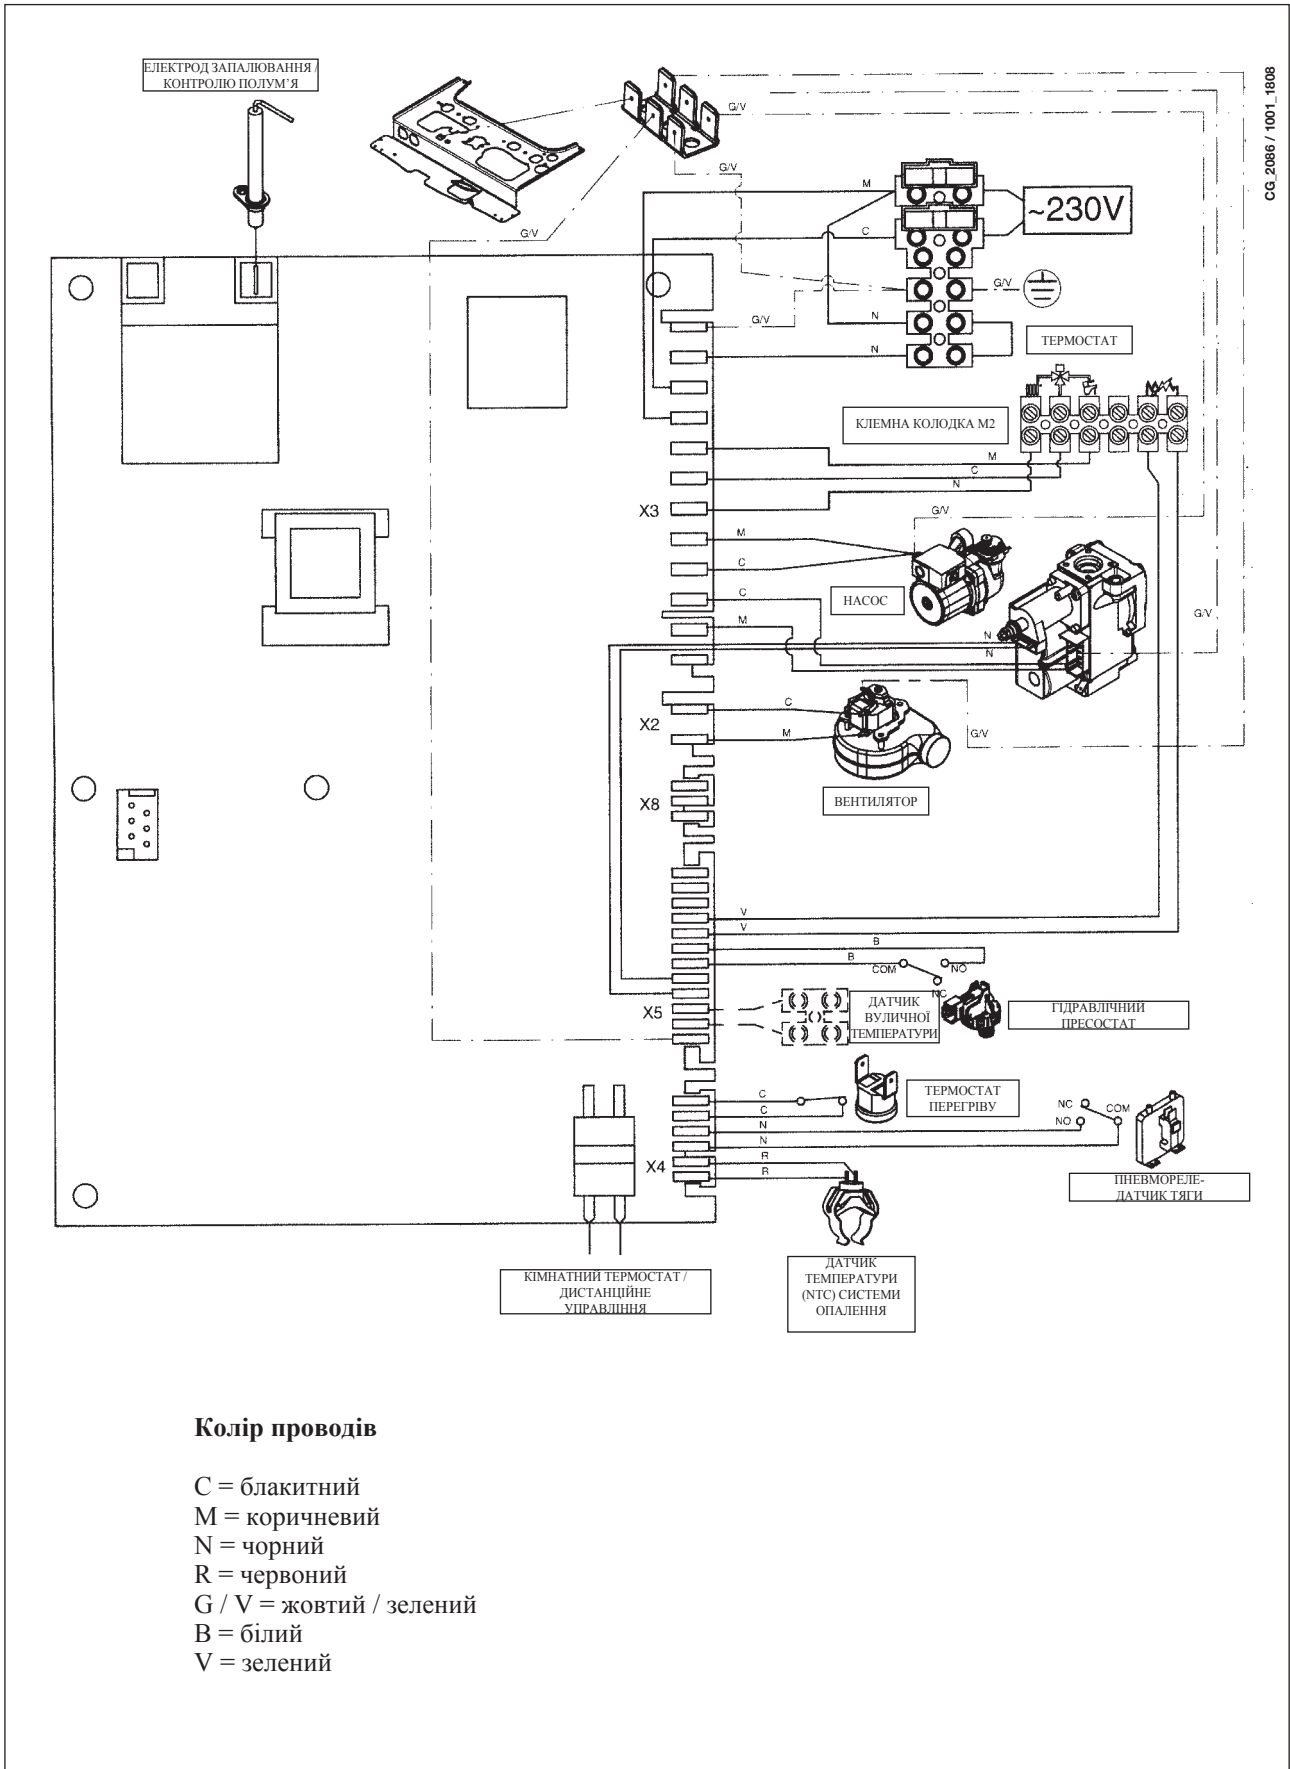 ЕЛЕКТРОД ЗАПАЛЮВАННЯ /
КОНТРОЛЮ ПОЛУМ’Я
CG_2086 / 1001_1808
G/V
G/V
G/V
M
~230V
C
G/V
G/V
N
N
ТЕРМОСТАТ
КЛЕМНА КОЛОДКА М2
M
C
N
X3
G/V
M
C
НАСОС
C
M
G/V
N
N
X2
C
M
G/V
ВЕНТИЛЯТОР
X8
V
V
B
B
COM
NO
NC
X5
ДАТЧИК
ВУЛИЧНОЇ
ТЕМПЕРАТУРИ
ГІДРАВЛІЧНИЙ
ПРЕСОСТАТ
C
C
N
N
R
R
X4
ТЕРМОСТАТ
ПЕРЕГРІВУ
NC
NO
COM
ПНЕВМОРЕЛЕ-
ДАТЧИК ТЯГИ
КІМНАТНИЙ ТЕРМОСТАТ /
ДИСТАНЦІЙНЕ
УПРАВЛІННЯ
ДАТЧИК
ТЕМПЕРАТУРИ
(NTC) СИСТЕМИ
ОПАЛЕННЯ
Колір проводів
C = блакитний
M = коричневий
N = чорний
R = червоний
G / V = жовтий / зелений
B = білий
V = зелений